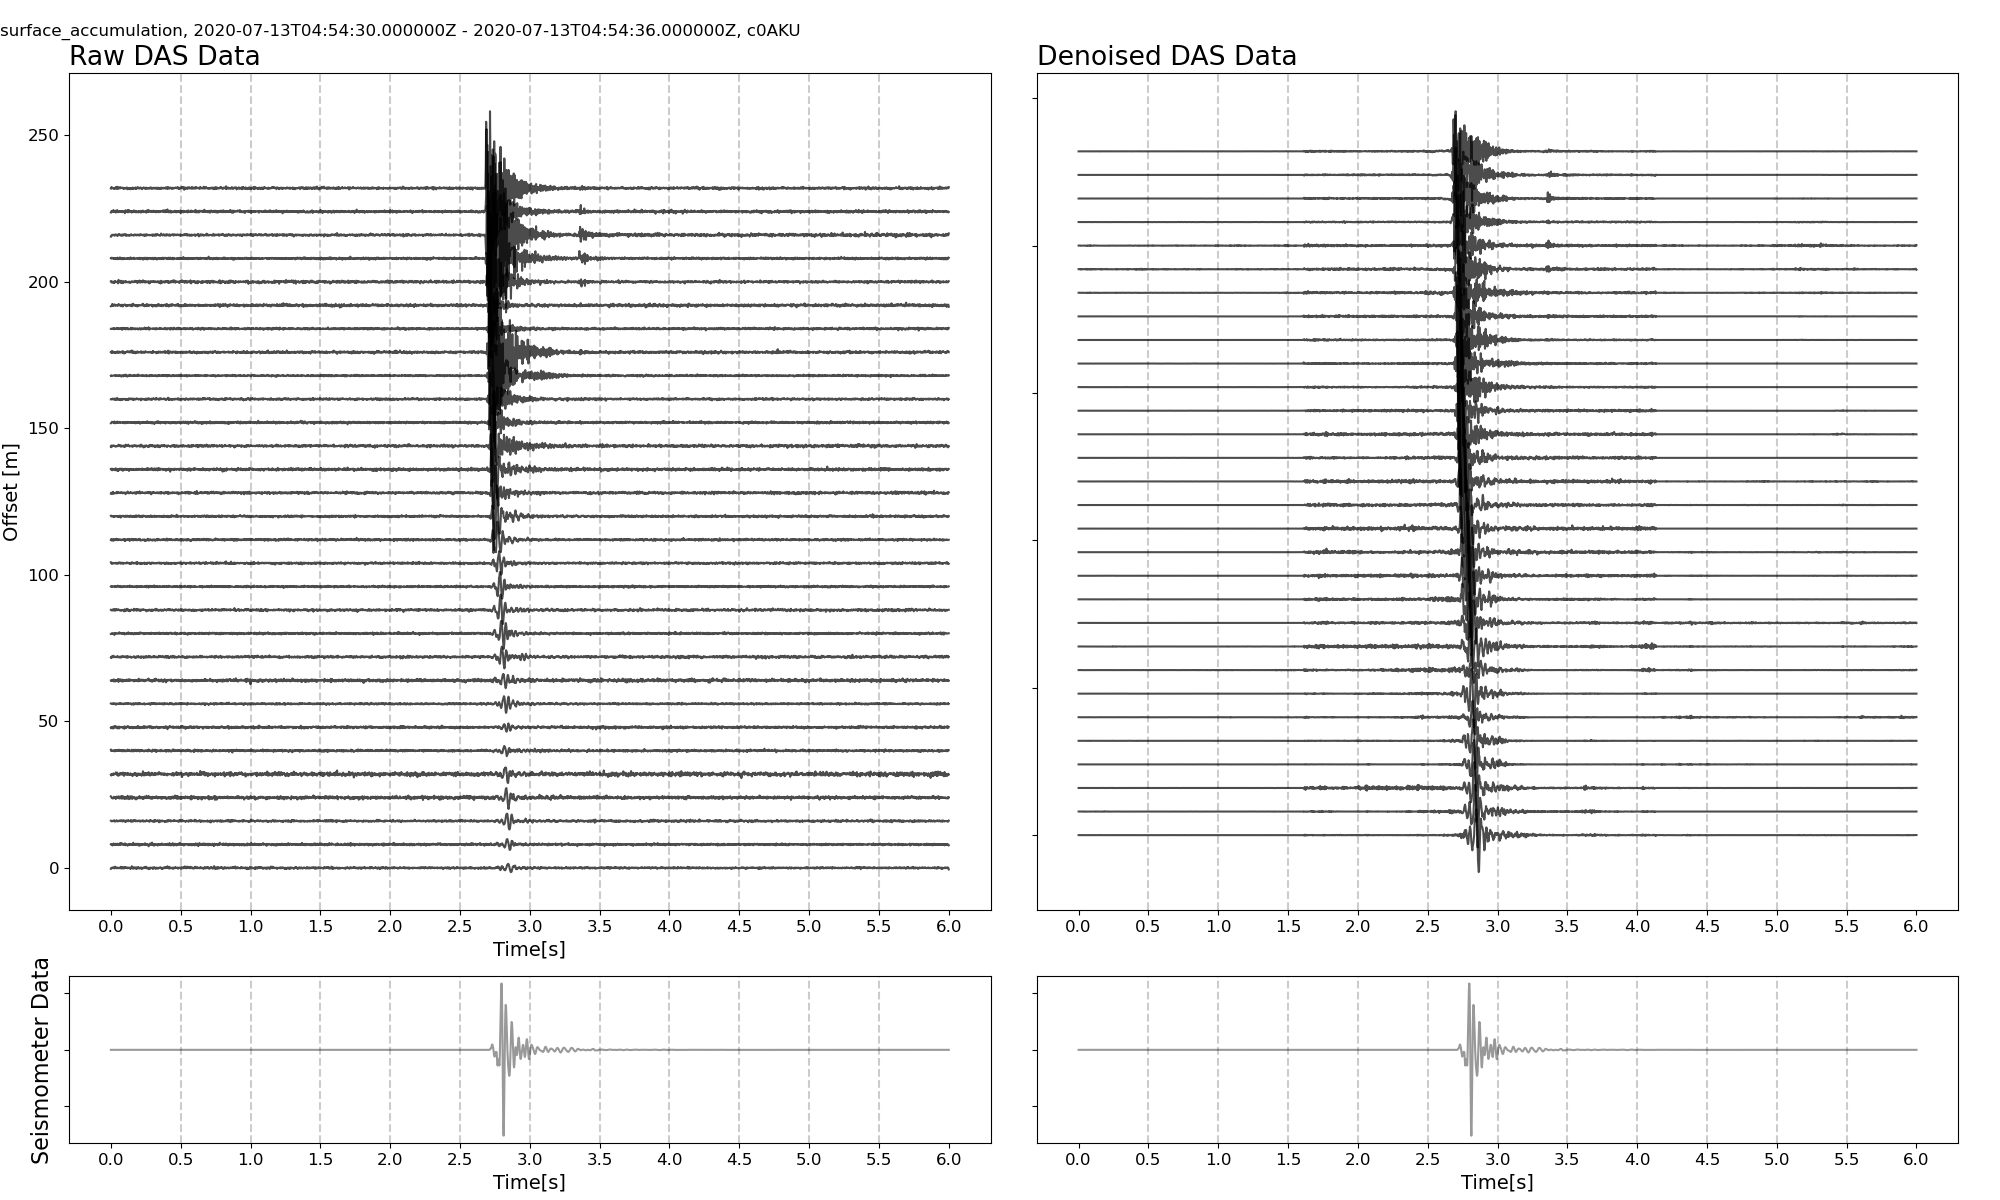 surface_accumulation, 2020-07-13T04:54:30.000000Z - 2020-07-13T04:54:36.000000Z, c0AKU
Raw DAS Data
Denoised DAS Data
Offset [m]
250
200
150
100
50
0
0.0 0.5 1.0 1.5 2.0 2.5 3.0 3.5 4.0 4.5 5.0 5.5 6.0
Time[s]
0.0 0.5 1.0 1.5 2.0 2.5 3.0 3.5 4.0 4.5 5.0 5.5 6.0
Seismometer Data
0.0 0.5 1.0 1.5 2.0 2.5 3.0 3.5 4.0 4.5 5.0 5.5 6.0
Time[s]
0.0 0.5 1.0 1.5 2.0 2.5 3.0 3.5 4.0 4.5 5.0 5.5 6.0
Time[s]